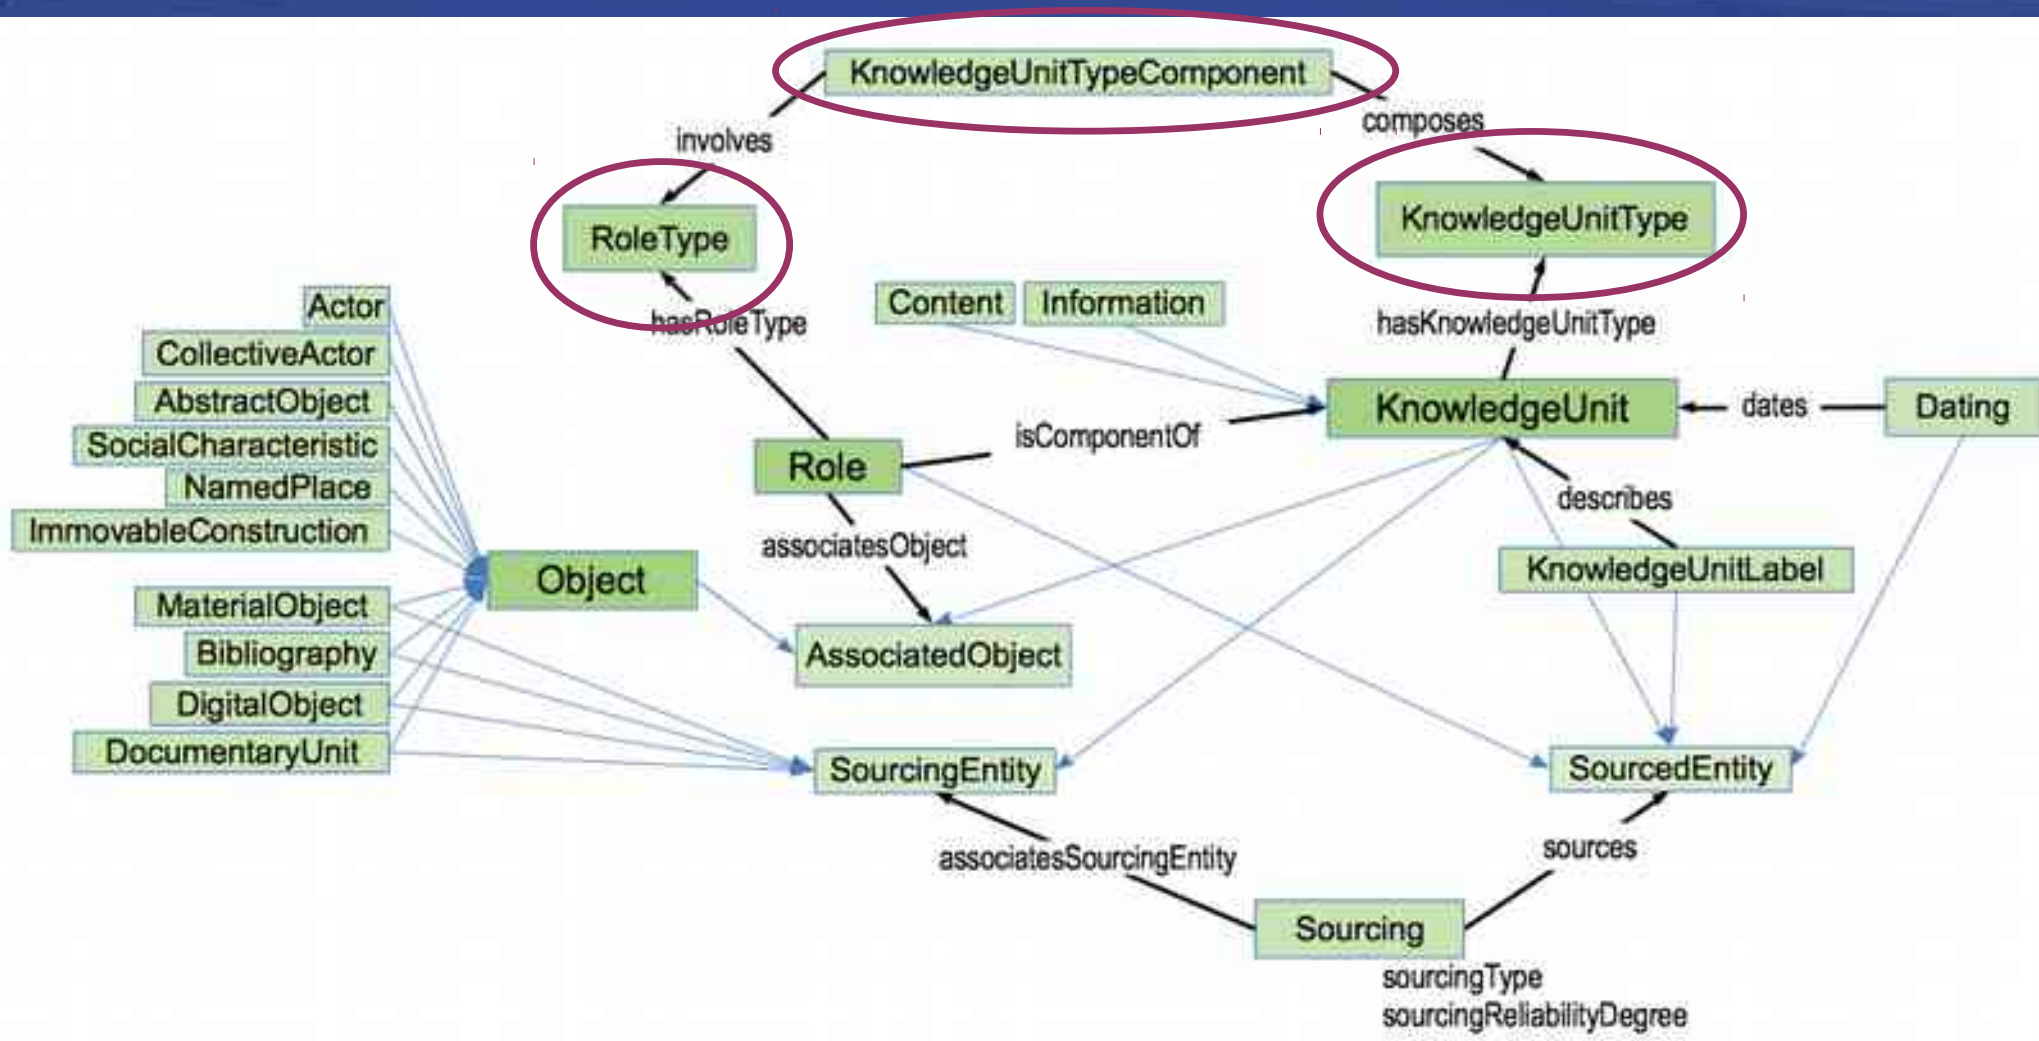 KnowledgeUnitTypeComponent
involves
composes
RoleType
KnowledgeUnitType
hasRoleType
Content
Information
hasKnowledgeUnitType
Actor
CollectiveActor
AbstractObject
SocialCharacteristic
NamedPlace
ImmovableConstruction
KnowledgeUnit
dates
Dating
isComponentOf
Role
describes
associatesObject
KnowledgeUnitLabel
Object
MaterialObject
Bibliography
DigitalObject
DocumentaryUnit
AssociatedObject
SourcingEntity
SourcedEntity
associatesSourcingEntity
sources
Sourcing
sourcingType
sourcingReliabilityDegree